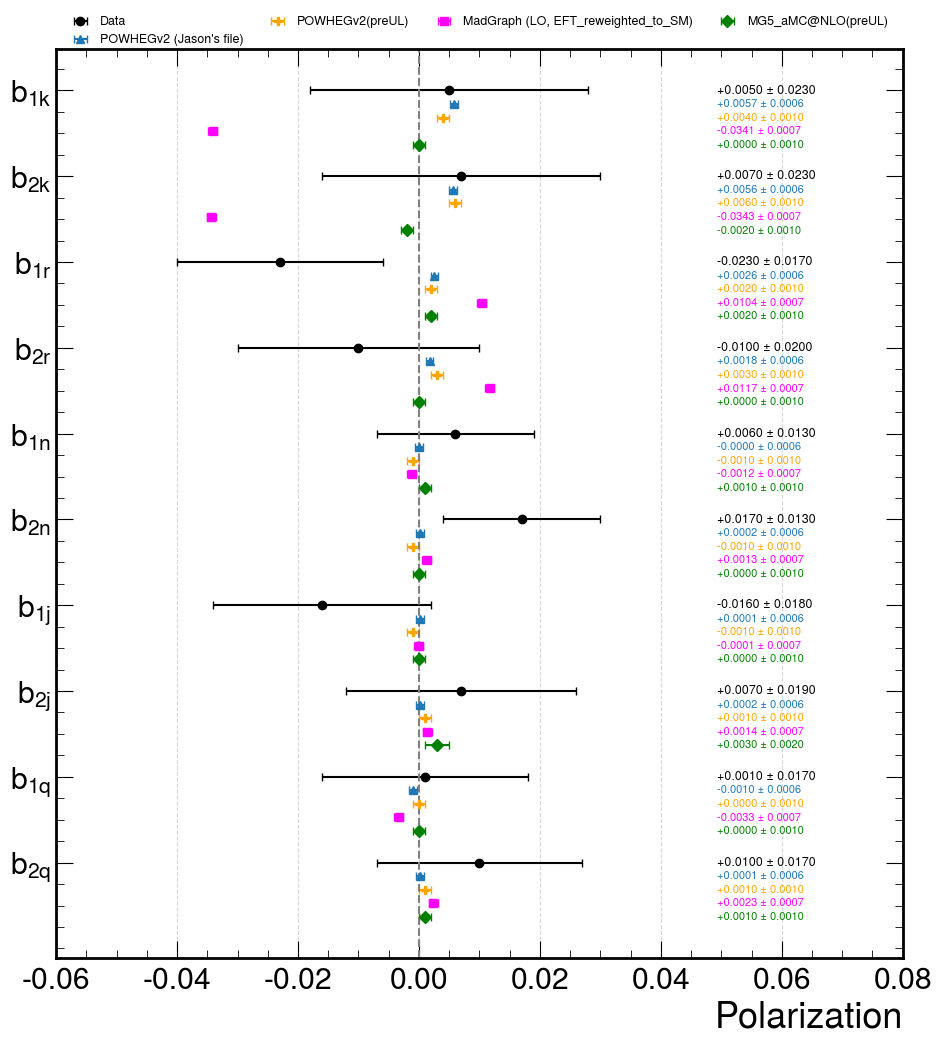 Data
POWHEGv2(preUL)
MadGraph (LO, EFT_reweighted_to_SM)
MG5_aMC@NLO(preUL)
POWHEGv2 (Jason's file)
b1k
+0.0050 ± 0.0230
+0.0057 ± 0.0006
+0.0040 ± 0.0010
-0.0341 ± 0.0007
+0.0000 ± 0.0010
b2k
+0.0070 ± 0.0230
+0.0056 ± 0.0006
+0.0060 ± 0.0010
-0.0343 ± 0.0007
-0.0020 ± 0.0010
b1r
-0.0230 ± 0.0170
+0.0026 ± 0.0006
+0.0020 ± 0.0010
+0.0104 ± 0.0007
+0.0020 ± 0.0010
b2r
-0.0100 ± 0.0200
+0.0018 ± 0.0006
+0.0030 ± 0.0010
+0.0117 ± 0.0007
+0.0000 ± 0.0010
b1n
+0.0060 ± 0.0130
-0.0000 ± 0.0006
-0.0010 ± 0.0010
-0.0012 ± 0.0007
+0.0010 ± 0.0010
b2n
+0.0170 ± 0.0130
+0.0002 ± 0.0006
-0.0010 ± 0.0010
+0.0013 ± 0.0007
+0.0000 ± 0.0010
b1j
-0.0160 ± 0.0180
+0.0001 ± 0.0006
-0.0010 ± 0.0010
-0.0001 ± 0.0007
+0.0000 ± 0.0010
b2j
+0.0070 ± 0.0190
+0.0002 ± 0.0006
+0.0010 ± 0.0010
+0.0014 ± 0.0007
+0.0030 ± 0.0020
b1q
+0.0010 ± 0.0170
-0.0010 ± 0.0006
+0.0000 ± 0.0010
-0.0033 ± 0.0007
+0.0000 ± 0.0010
b2q
+0.0100 ± 0.0170
+0.0001 ± 0.0006
+0.0010 ± 0.0010
+0.0023 ± 0.0007
+0.0010 ± 0.0010
-0.06 -0.04 -0.02 0.00 0.02 0.04 0.06 0.08
Polarization